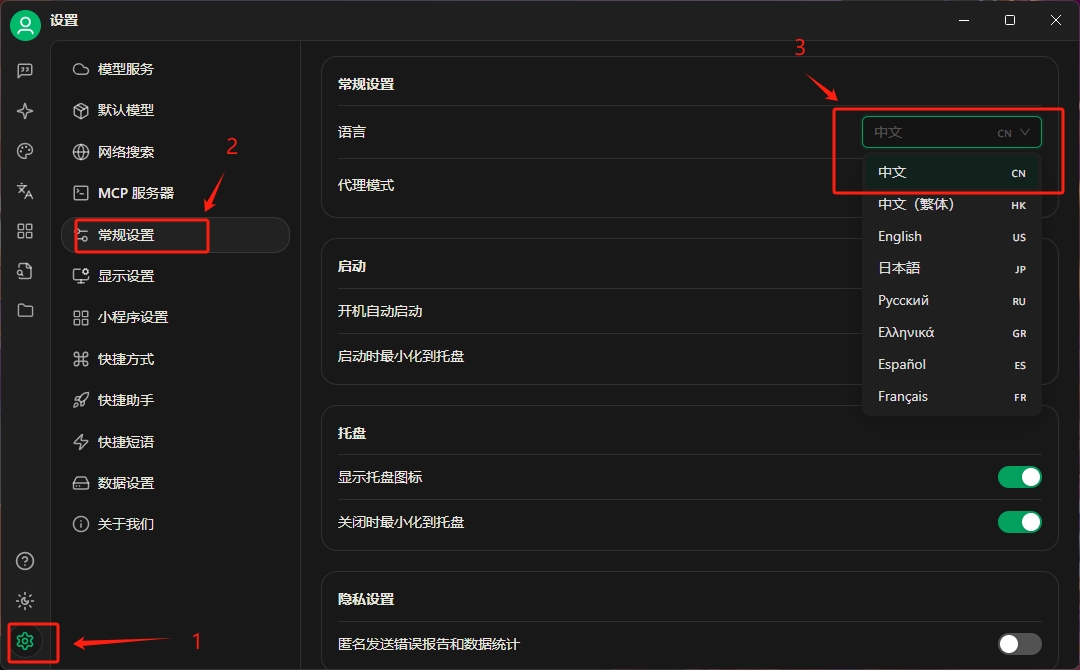 设置
模型服务
默认模型
网络搜索
2
MCP 服务器
常规设置
显示设置
小程序设置
快捷方式
快捷助手
快捷短语
数据设置
关于我们
1
3
常规设置
语言
中文 CN
中文 CN
中文（繁体） HK
English US
日本語 JP
Русский RU
Ελληνικά GR
Español ES
Français FR
代理模式
启动
开机自动启动
启动时最小化到托盘
托盘
显示托盘图标
关闭时最小化到托盘
隐私设置
匿名发送错误报告和数据统计